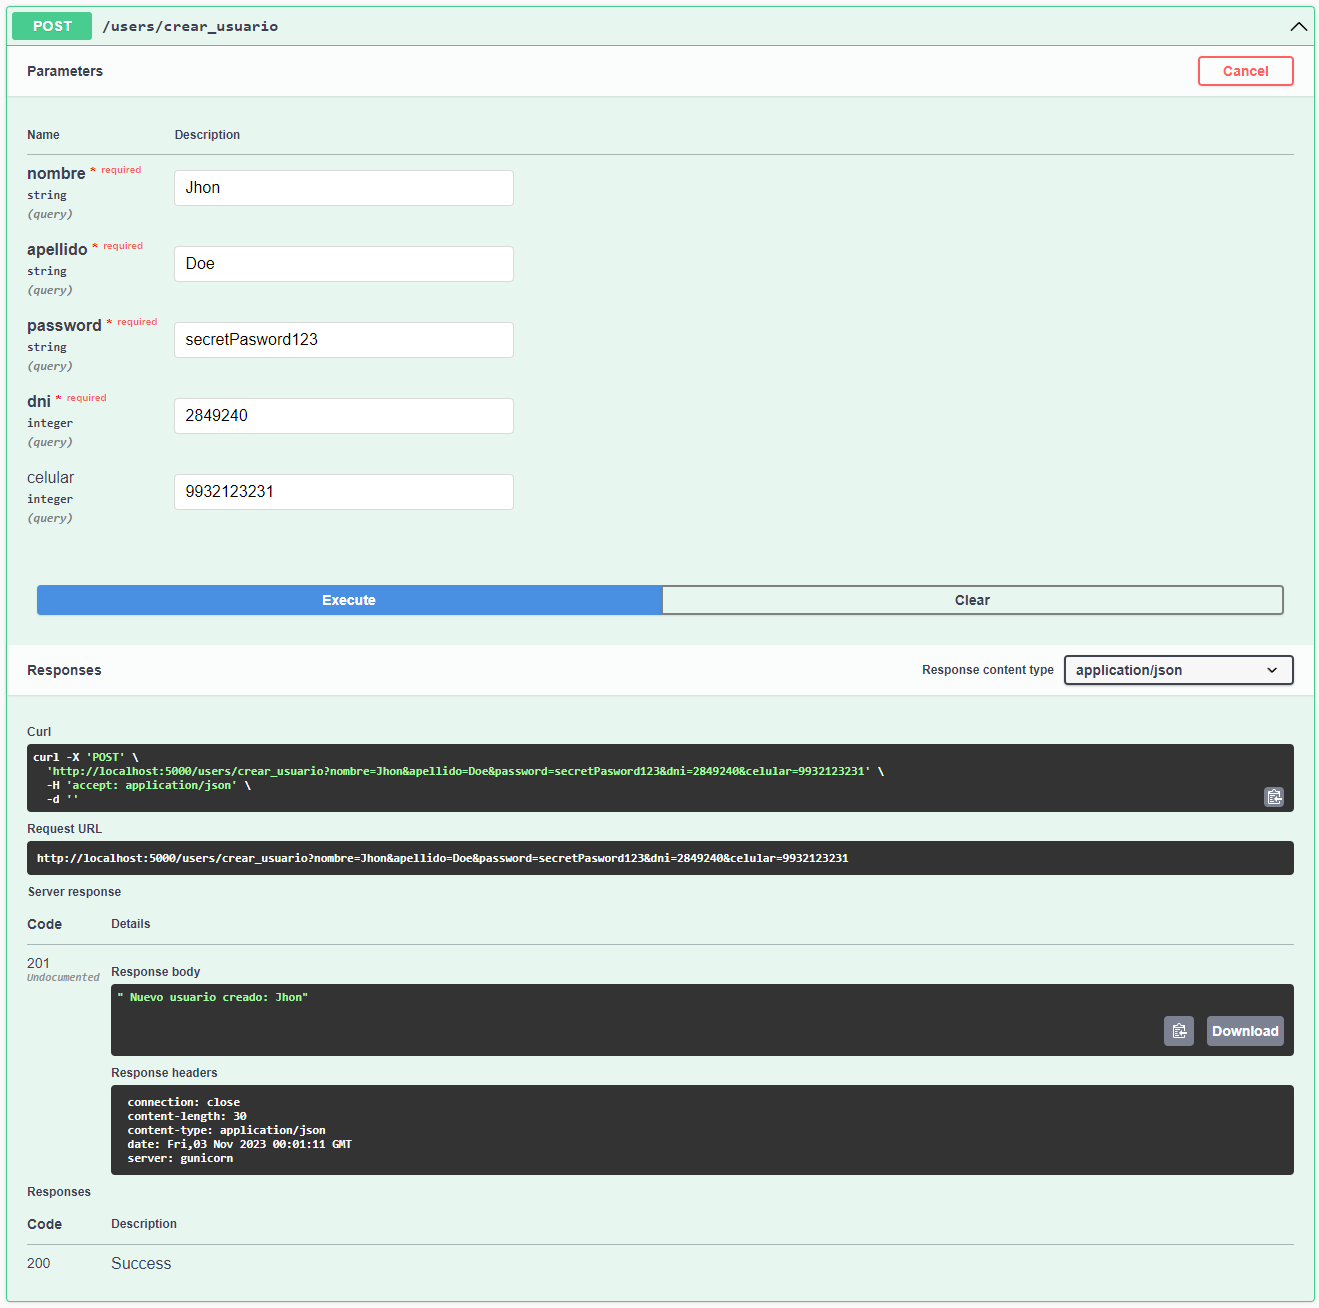 POST /users/crear_usuario
Parameters
Cancel
Name Description
nombre * required
string
(query)
Jhon
apellido * required
string
(query)
Doe
password * required
string
(query)
secretPasword123
dni * required
integer
(query)
2849240
celular
integer
(query)
9932123231
Execute
Clear
Responses
Response content type
application/json
Curl
curl -X 'POST' \
'http://localhost:5000/users/crear_usuario?nombre=Jhon&apellido=Doe&password=secretPasword123&dni=2849240&celular=9932123231' \
-H 'accept: application/json' \
-d ''
Request URL
http://localhost:5000/users/crear_usuario?nombre=Jhon&apellido=Doe&password=secretPasword123&dni=2849240&celular=9932123231
Server response
Code Details
201
Undocumented
Response body
" Nuevo usuario creado: Jhon"
Download
Response headers
connection: close
content-length: 30
content-type: application/json
date: Fri,03 Nov 2023 00:01:11 GMT
server: gunicorn
Responses
Code Description
200 Success